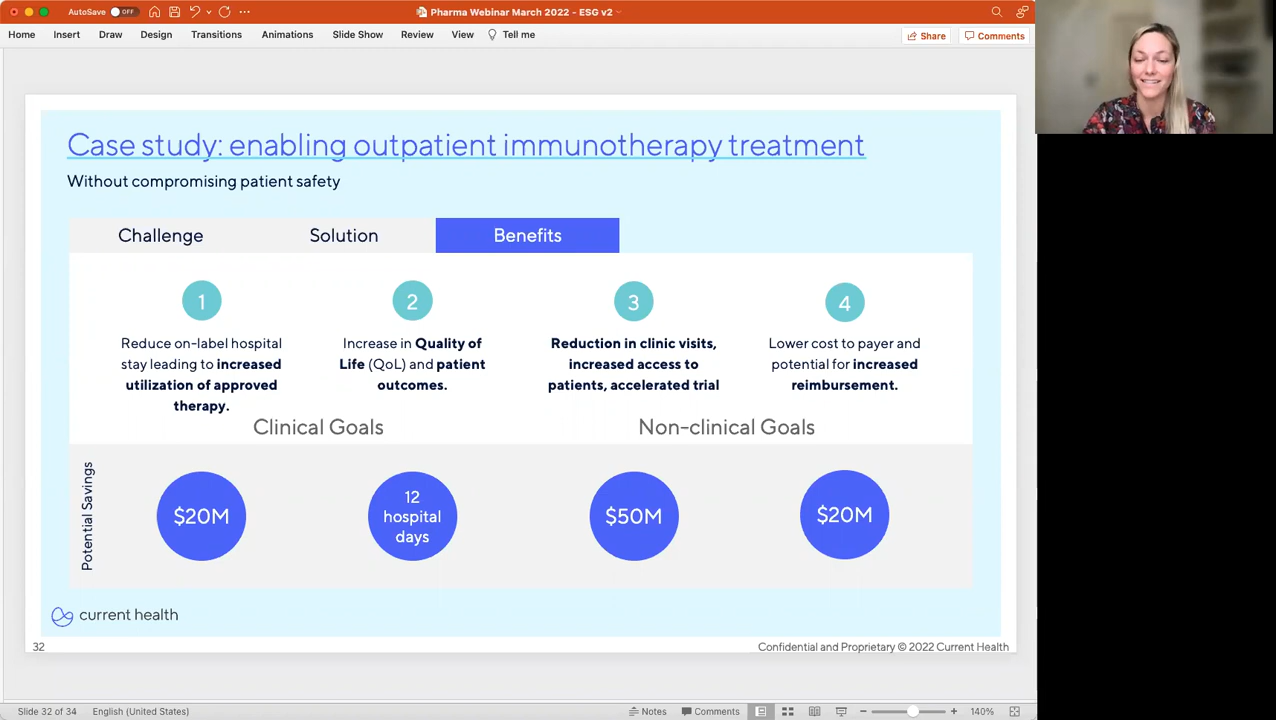 AutoSave OFF
Pharma Webinar March 2022 - ESG v2
Home Insert Draw Design Transitions Animations Slide Show Review View Tell me Share Comments
Case study: enabling outpatient immunotherapy treatment
Without compromising patient safety
Challenge Solution Benefits
1
Reduce on-label hospital
stay leading to increased
utilization of approved
therapy.
2
Increase in Quality of
Life (QoL) and patient
outcomes.
3
Reduction in clinic visits,
increased access to
patients, accelerated trial
4
Lower cost to payer and
potential for increased
reimbursement.
Clinical Goals
Non-clinical Goals
Potential Savings
$20M
12
hospital
days
$50M
$20M
current health
32
Confidential and Proprietary © 2022 Current Health
Slide 32 of 34 English (United States) Notes Comments 140%